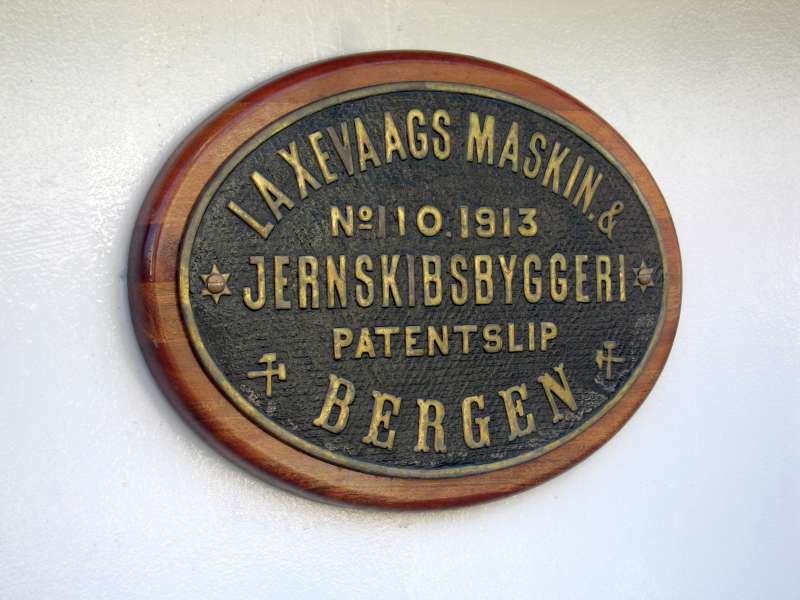 LAXEVAAGS MASKIN. &
No 110. 1913
JERNSKIBSBYGGERI
PATENTSLIP
BERGEN